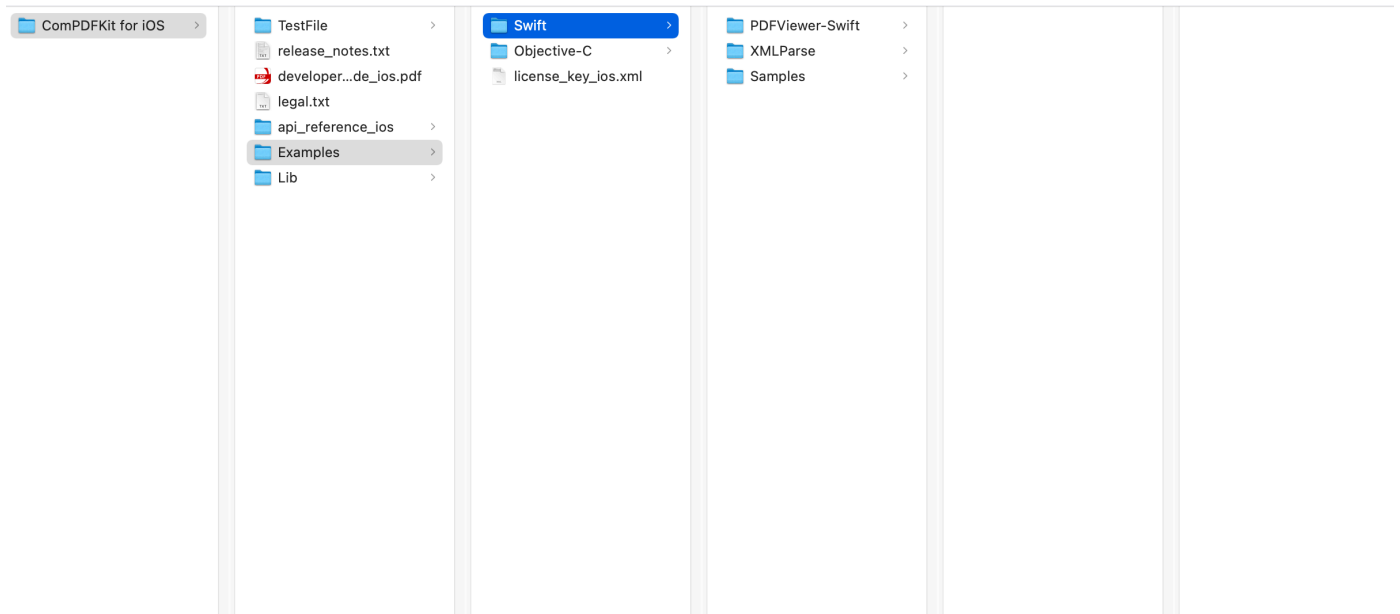 ComPDFKit for iOS
TestFile
release_notes.txt
developer...de_ios.pdf
legal.txt
api_reference_ios
Examples
Lib
Swift
Objective-C
license_key_ios.xml
PDFViewer-Swift
XMLParse
Samples